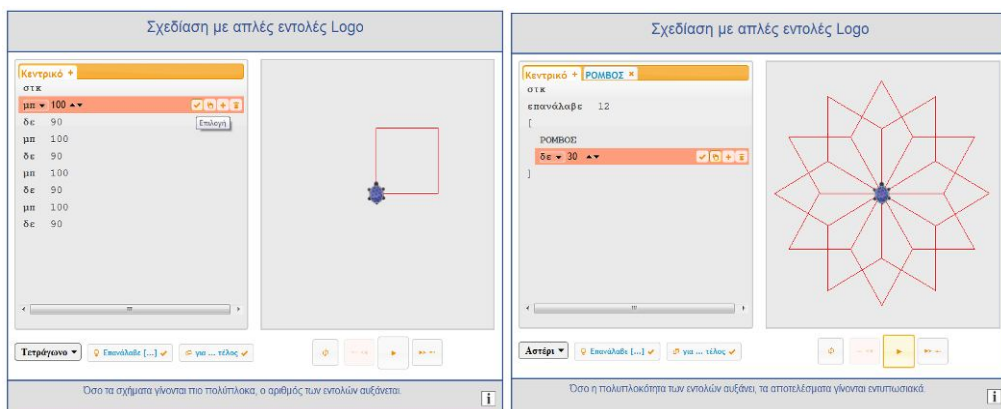 Σχεδίαση με απλές εντολές Logo
Κεντρικό +
στκ
μπ 100
Επιλογή
δε 90
μπ 100
δε 90
μπ 100
δε 90
μπ 100
δε 90
Τετράγωνο
Επανάλαβε [...]
για ... τέλος
Όσο τα σχήματα γίνονται πιο πολύπλοκα, ο αριθμός των εντολών αυξάνεται.
i
Σχεδίαση με απλές εντολές Logo
Κεντρικό + ΡΟΜΒΟΣ ×
στκ
επανάλαβε 12
[
ΡΟΜΒΟΣ
δε 30
]
Αστέρι
Επανάλαβε [...]
για ... τέλος
Όσο η πολυπλοκότητα των εντολών αυξάνει, τα αποτελέσματα γίνονται εντυπωσιακά.
i